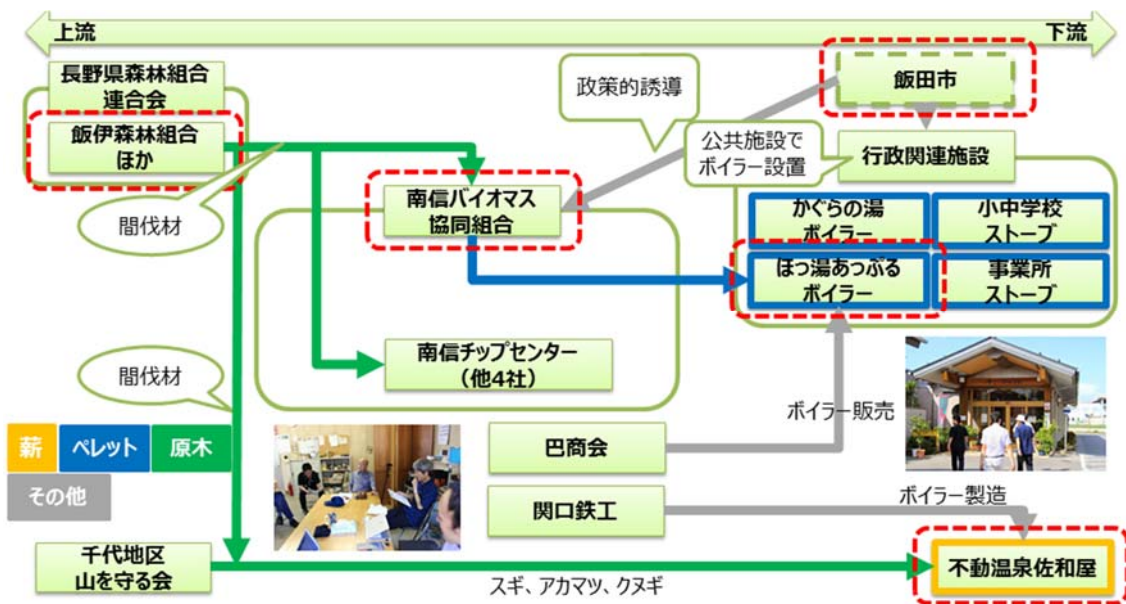 上流
下流
長野県森林組合
連合会
飯伊森林組合
ほか
間伐材
政策的誘導
飯田市
公共施設で
ボイラー設置
行政関連施設
南信バイオマス
協同組合
かぐらの湯
ボイラー
小中学校
ストーブ
ほっ湯あっぷる
ボイラー
事業所
ストーブ
南信チップセンター
（他4社）
間伐材
薪
ペレット
原木
その他
ボイラー販売
巴商会
関口鉄工
ボイラー製造
千代地区
山を守る会
スギ、アカマツ、クヌギ
不動温泉佐和屋